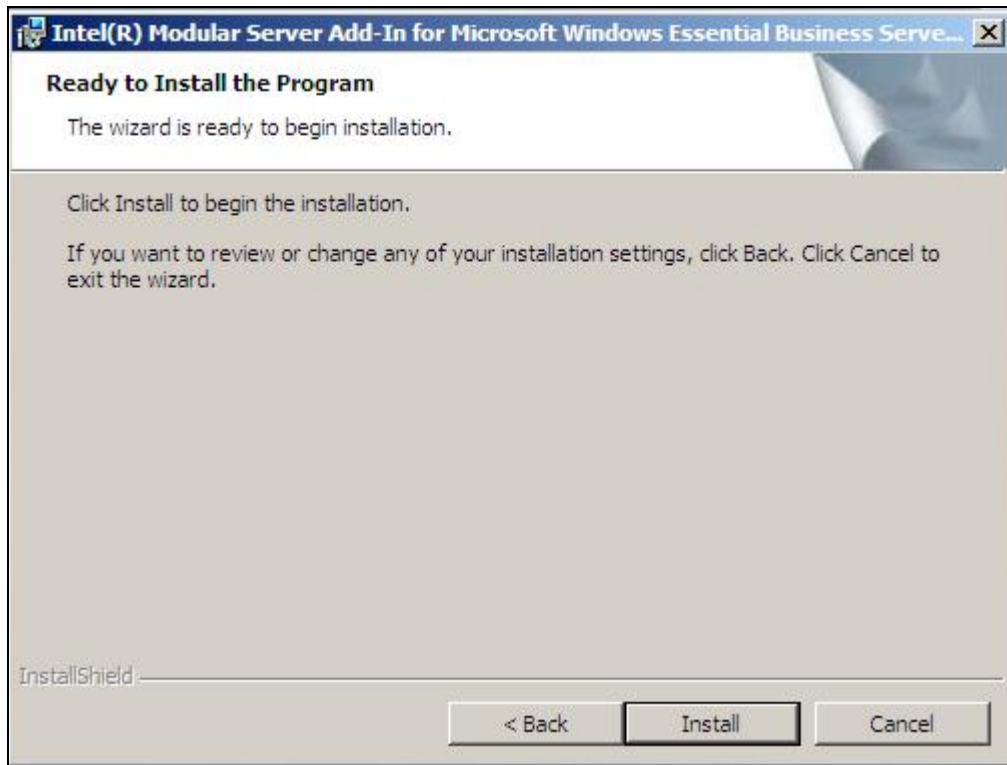 Intel(R) Modular Server Add-In for Microsoft Windows Essential Business Serve...
Ready to Install the Program
The wizard is ready to begin installation.
Click Install to begin the installation.
If you want to review or change any of your installation settings, click Back. Click Cancel to
exit the wizard.
InstallShield
< Back
Install
Cancel